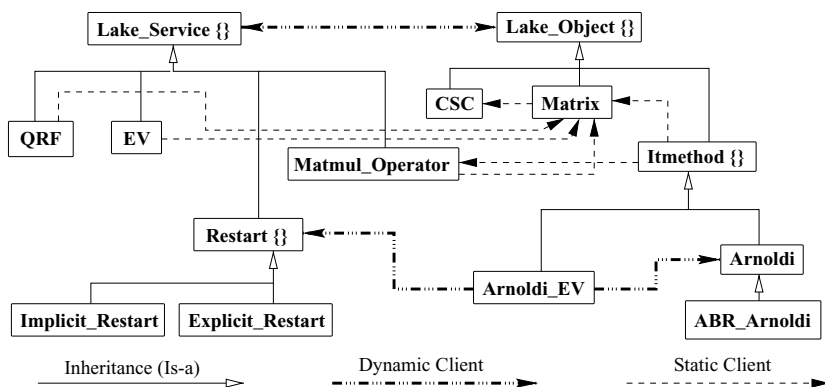 Lake_Service {} Lake_Object {}
CSC Matrix
QRF EV
Matmul_Operator Itmethod {}
Restart {} Arnoldi
Arnoldi_EV
Implicit_Restart Explicit_Restart ABR_Arnoldi
Inheritance (Is-a) Dynamic Client Static Client